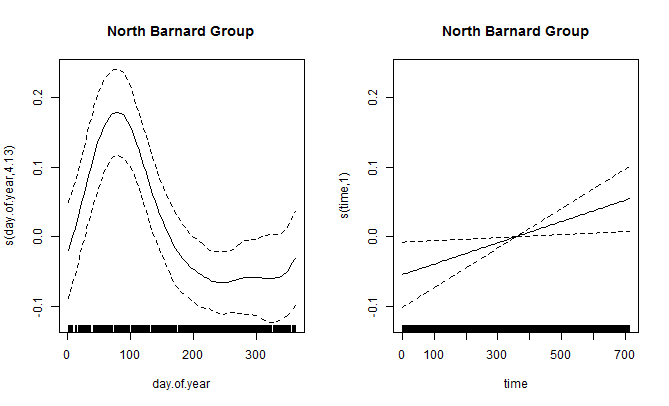 North Barnard Group
s(day.of.year,4.13)
0.2
0.1
0.0
-0.1
0
100
200
300
day.of.year
North Barnard Group
s(time,1)
0.2
0.1
0.0
-0.1
0
100
300
500
700
time